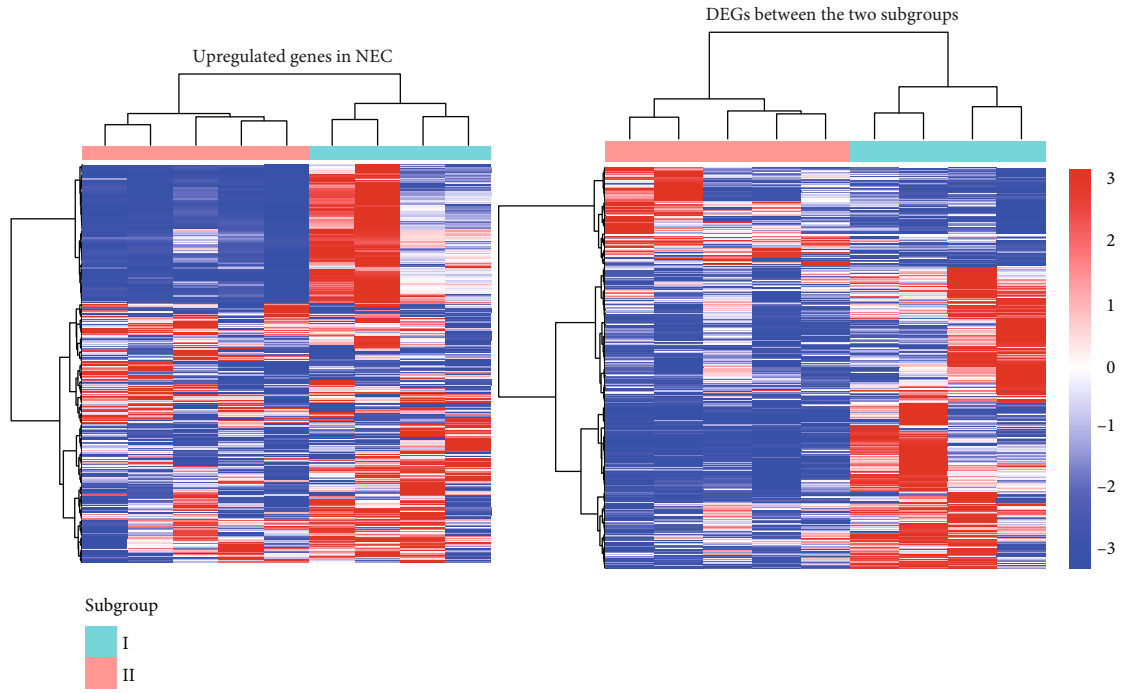 Upregulated genes in NEC
DEGs between the two subgroups
3
2
1
0
–1
–2
–3
Subgroup
I
II